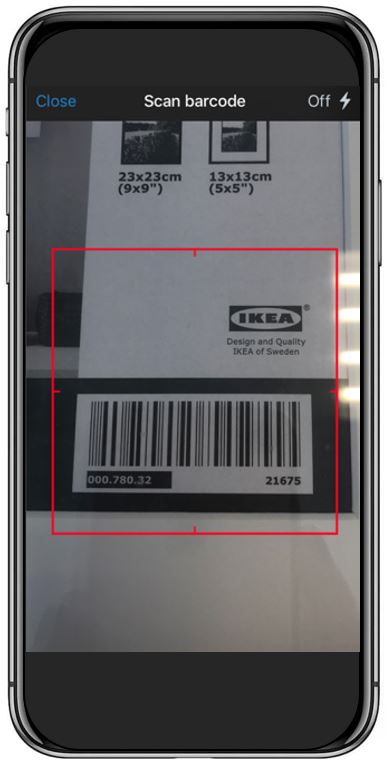 Close Scan barcode Off
23x23cm 13x13cm
(9x9") (5x5")
IKEA®
Design and Quality
IKEA of Sweden
000.780.32 21675